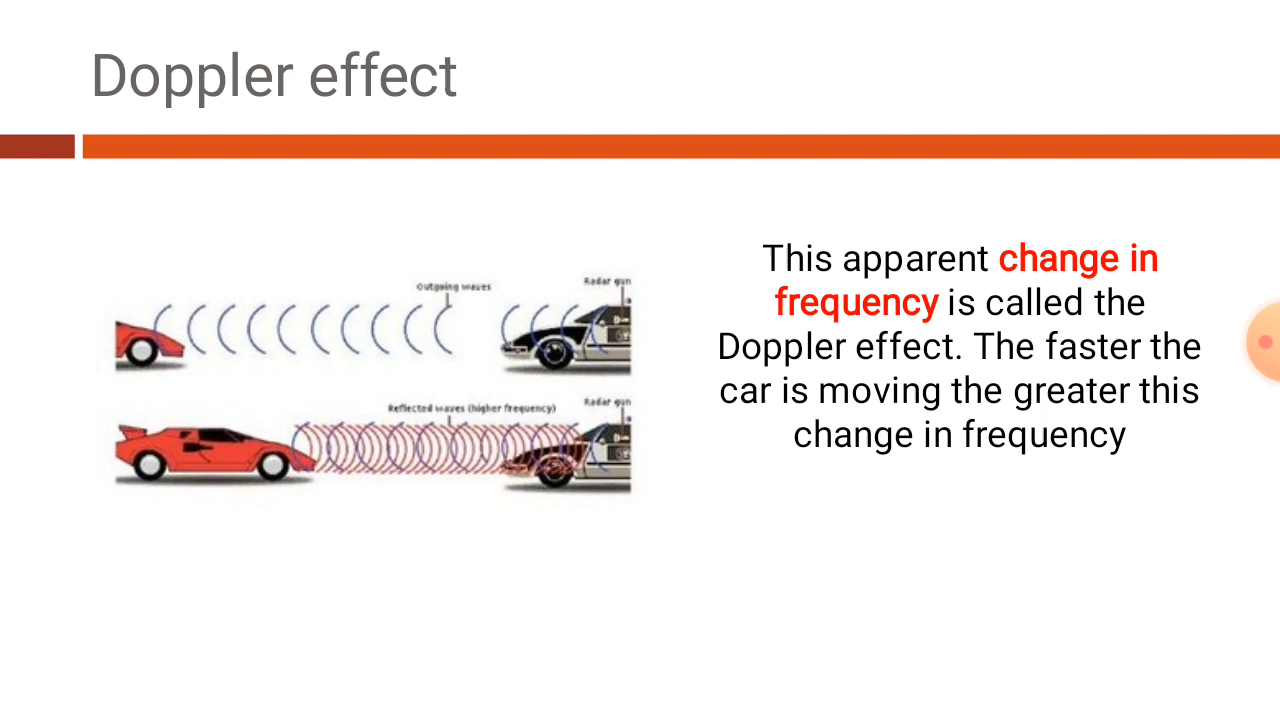 Doppler effect
Outgoing waves
Radar gun
Reflected waves (higher frequency)
Radar gun
This apparent change in
frequency is called the
Doppler effect. The faster the
car is moving the greater this
change in frequency